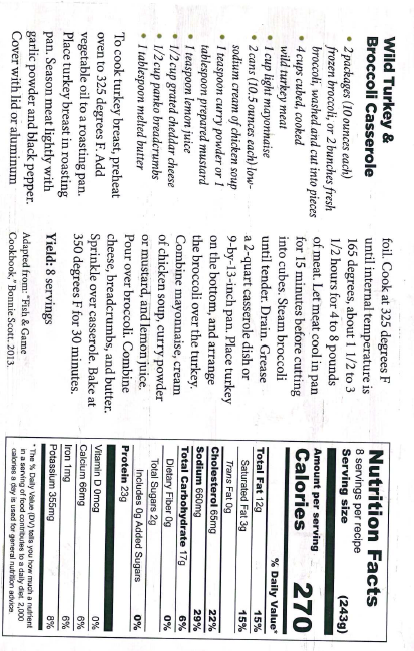 Wild Turkey &
Broccoli Casserole
• 2 packages (10 ounces each)
frozen broccoli, or 2 bunches fresh
broccoli, washed and cut into pieces
• 4 cups cubed, cooked
wild turkey meat
• 1 cup light mayonnaise
• 2 cans (10.5 ounces each) low-
sodium cream of chicken soup
• 1 teaspoon curry powder or 1
tablespoon prepared mustard
• 1 teaspoon lemon juice
• 1/2 cup grated cheddar cheese
• 1/2 cup panko breadcrumbs
• 1 tablespoon melted butter
To cook turkey breast, preheat
oven to 325 degrees F. Add
vegetable oil to a roasting pan.
Place turkey breast in roasting
pan. Season meat lightly with
garlic powder and black pepper.
Cover with lid or aluminum
foil. Cook at 325 degrees F
until internal temperature is
165 degrees, about 1 1/2 to 3
1/2 hours for 4 to 8 pounds
of meat. Let meat cool in pan
for 15 minutes before cutting
into cubes. Steam broccoli
until tender. Drain. Grease
a 2-quart casserole dish or
9-by-13-inch pan. Place turkey
on the bottom, and arrange
the broccoli over the turkey.
Combine mayonnaise, cream
of chicken soup, curry powder
or mustard, and lemon juice.
Pour over broccoli. Combine
cheese, breadcrumbs, and butter.
Sprinkle over casserole. Bake at
350 degrees F for 30 minutes.
Yield: 8 servings
Adapted from: "Fish & Game
Cookbook," Bonnie Scott, 2013.
Nutrition Facts
8 servings per recipe
Serving size (243g)
Amount per serving
Calories 270
% Daily Value*
Total Fat 12g 15%
Saturated Fat 3g 15%
Trans Fat 0g
Cholesterol 65mg 22%
Sodium 660mg 29%
Total Carbohydrate 17g 6%
Dietary Fiber 0g 0%
Total Sugars 2g
Includes 0g Added Sugars 0%
Protein 23g
Vitamin D 0mcg 0%
Calcium 66mg 6%
Iron 1mg 6%
Potassium 355mg 8%
* The % Daily Value (DV) tells you how much a nutrient
in a serving of food contributes to a daily diet. 2,000
calories a day is used for general nutrition advice.